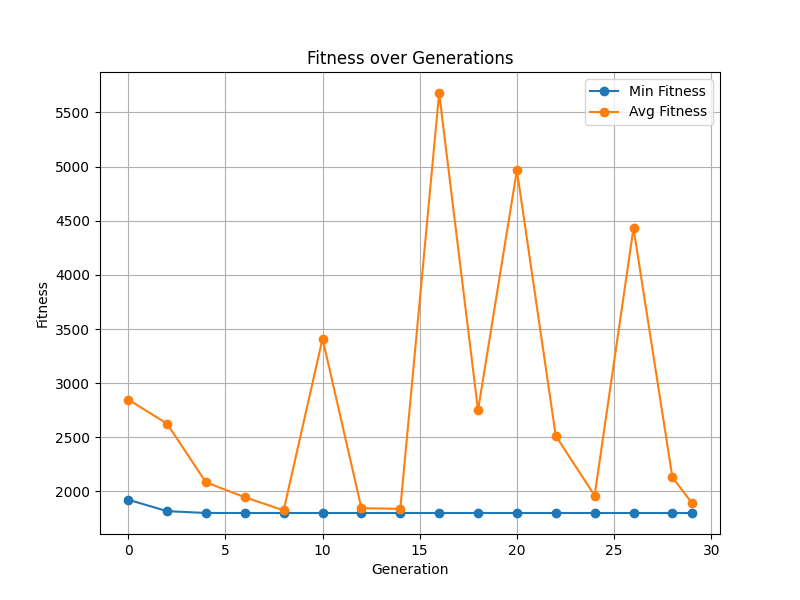 Fitness over Generations
Min Fitness
Avg Fitness
5500
5000
4500
4000
3500
3000
2500
2000
Fitness
0 5 10 15 20 25 30
Generation